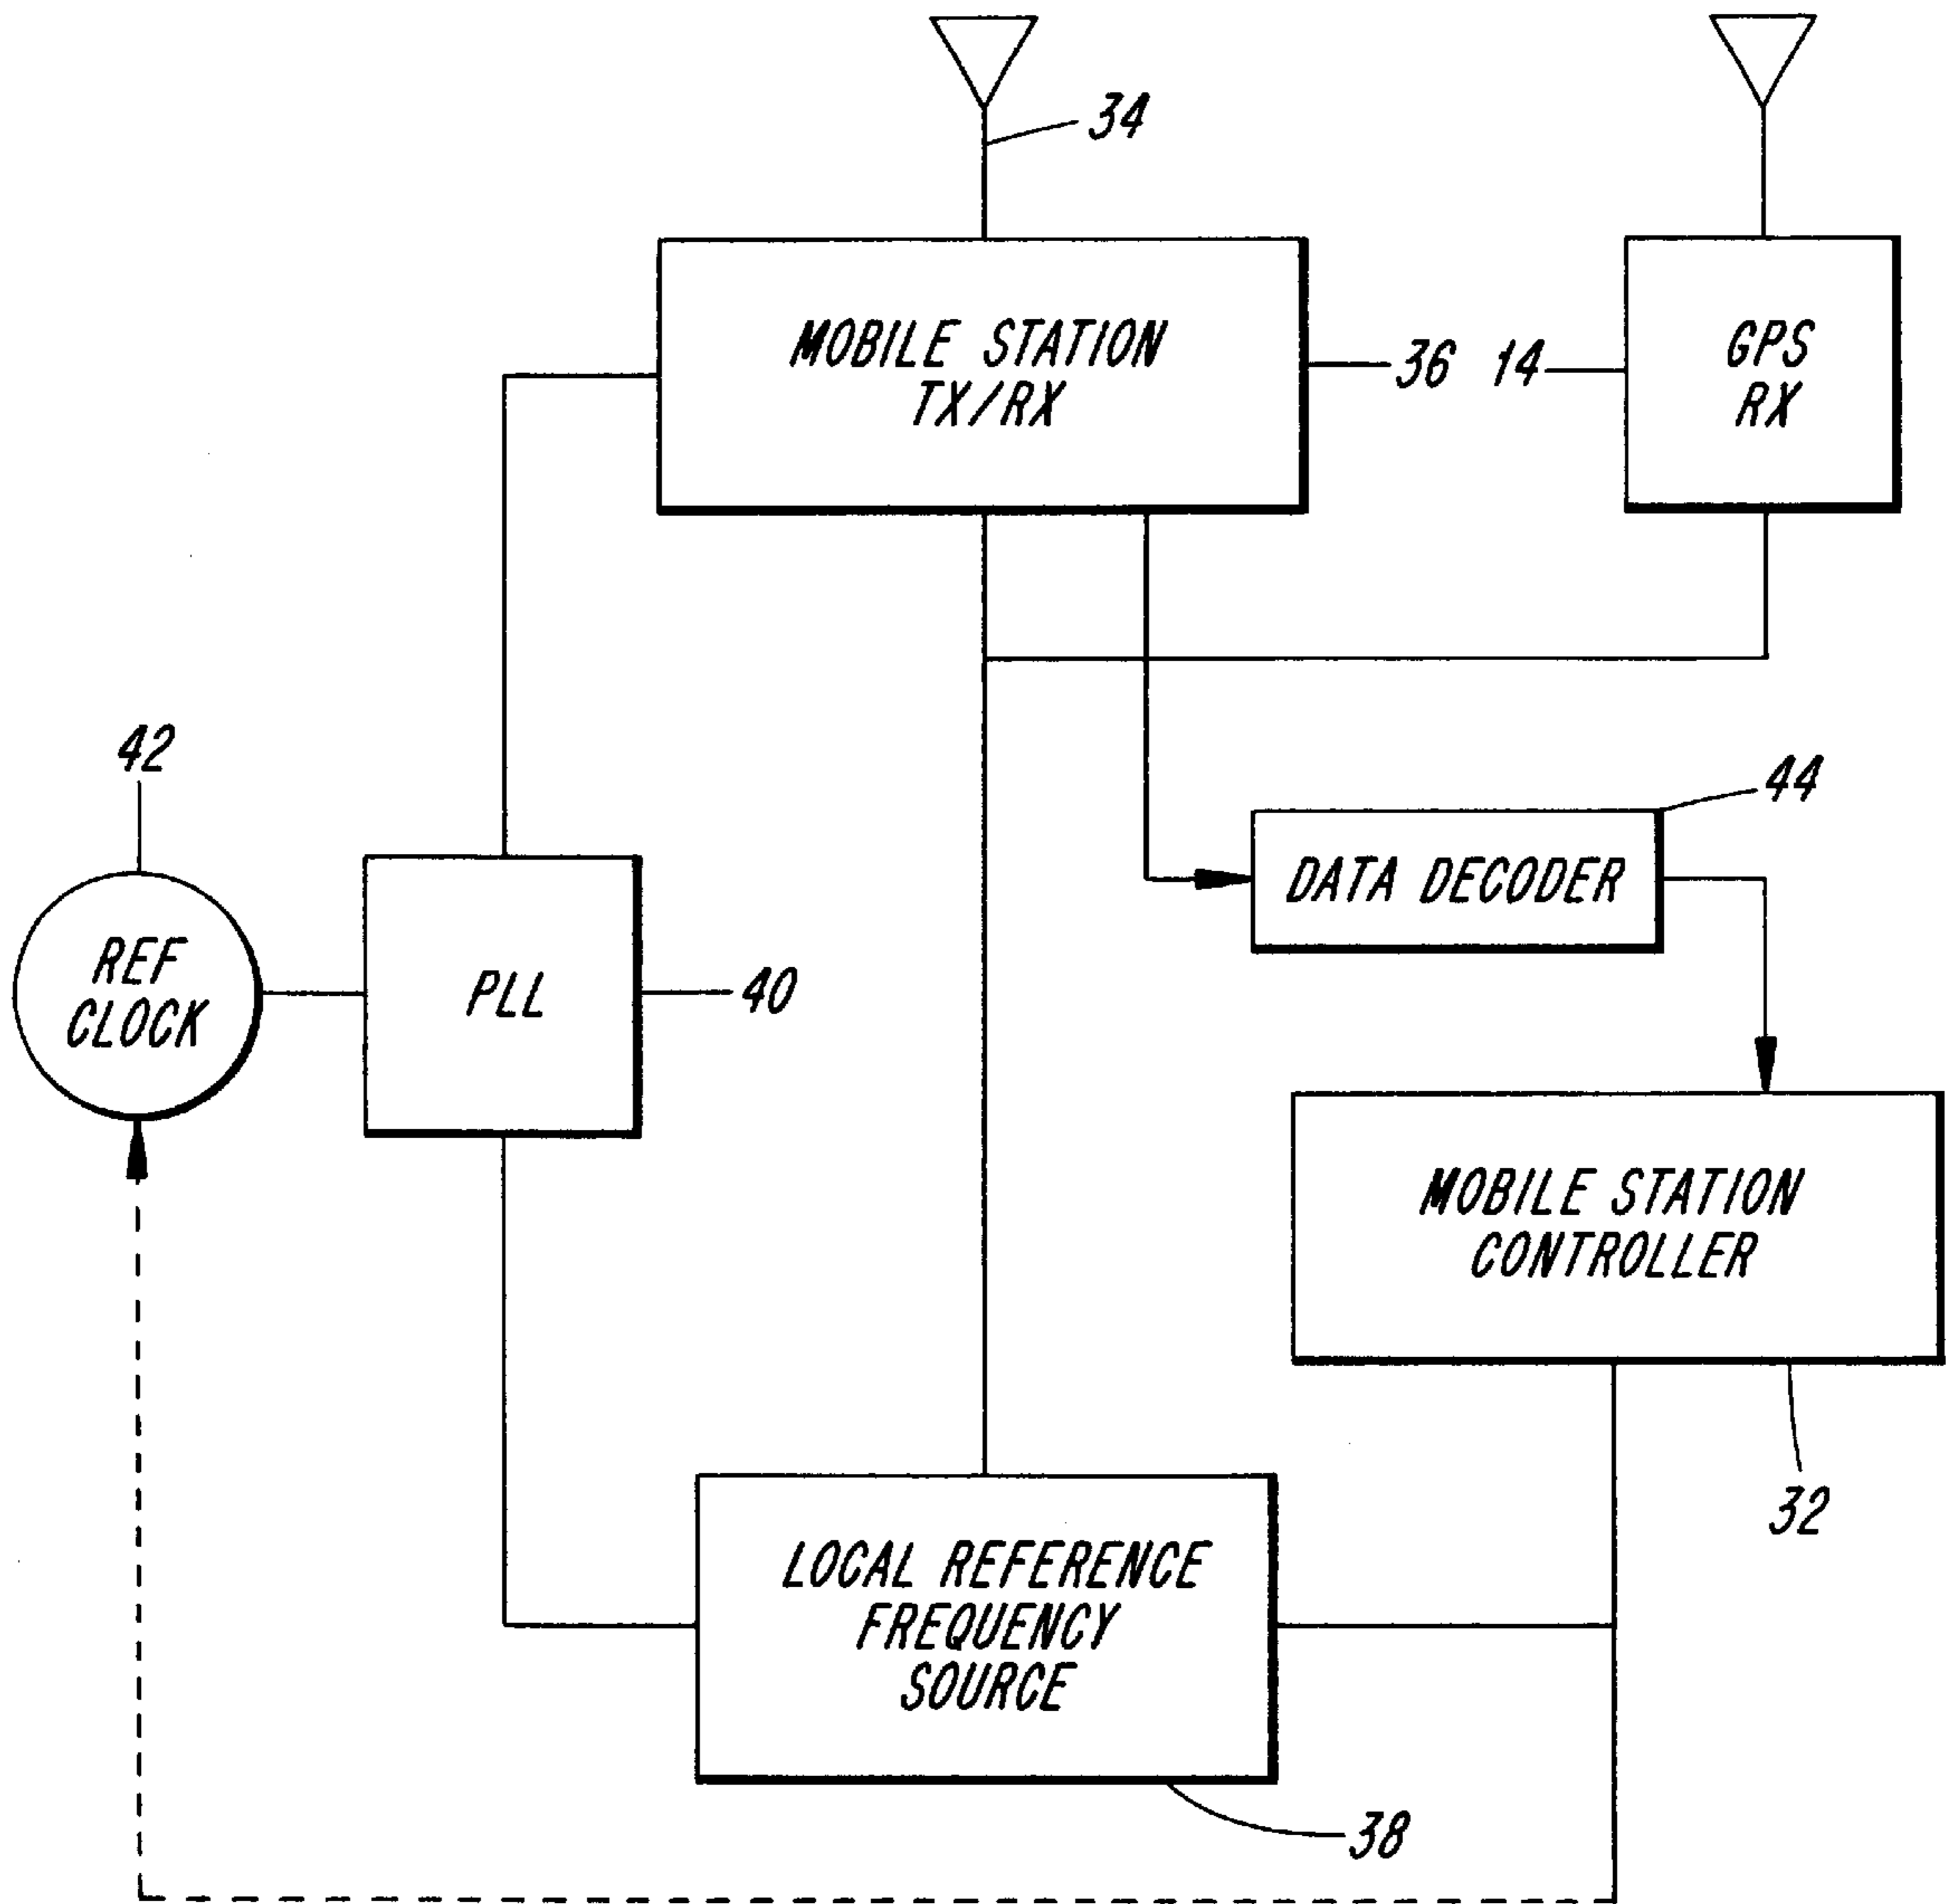 34
MOBILE STATION
TX/RX
36
14
GPS
RX
42
44
DATA DECODER
REF
CLOCK
PLL
40
MOBILE STATION
CONTROLLER
32
LOCAL REFERENCE
FREQUENCY
SOURCE
38